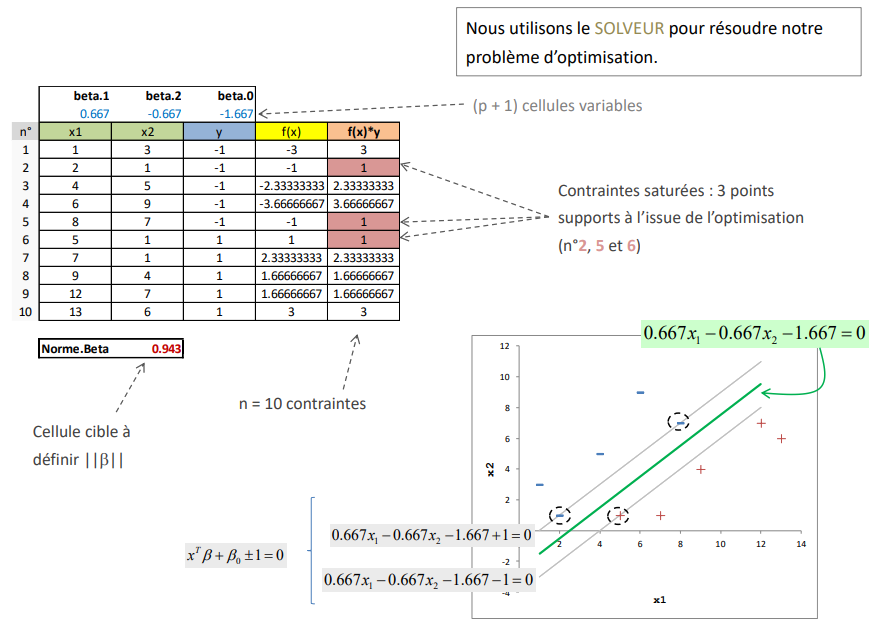 Nous utilisons le SOLVEUR pour résoudre notre
problème d'optimisation.
beta.1 beta.2 beta.0
0.667 -0.667 -1.667
(p + 1) cellules variables
n° x1 x2 y f(x) f(x)*y
1 1 3 -1 -3 3
2 2 1 -1 -1 1
3 4 5 -1 -2.33333333 2.33333333
4 6 9 -1 -3.66666667 3.66666667
5 8 7 -1 -1 1
6 5 1 1 1 1
7 7 1 1 2.33333333 2.33333333
8 9 4 1 1.66666667 1.66666667
9 12 7 1 1.66666667 1.66666667
10 13 6 1 3 3
Contraintes saturées : 3 points
supports à l'issue de l'optimisation
(n°2, 5 et 6)
Norme.Beta 0.943
n = 10 contraintes
Cellule cible à
définir ||β||
0.667x₁ − 0.667x₂ − 1.667 = 0
12
10
8
6
4
2
-2
-4
2 4 6 8 10 12 14
x2
x1
0.667x₁ − 0.667x₂ − 1.667 + 1 = 0
xᵀβ + β₀ ± 1 = 0
0.667x₁ − 0.667x₂ − 1.667 − 1 = 0